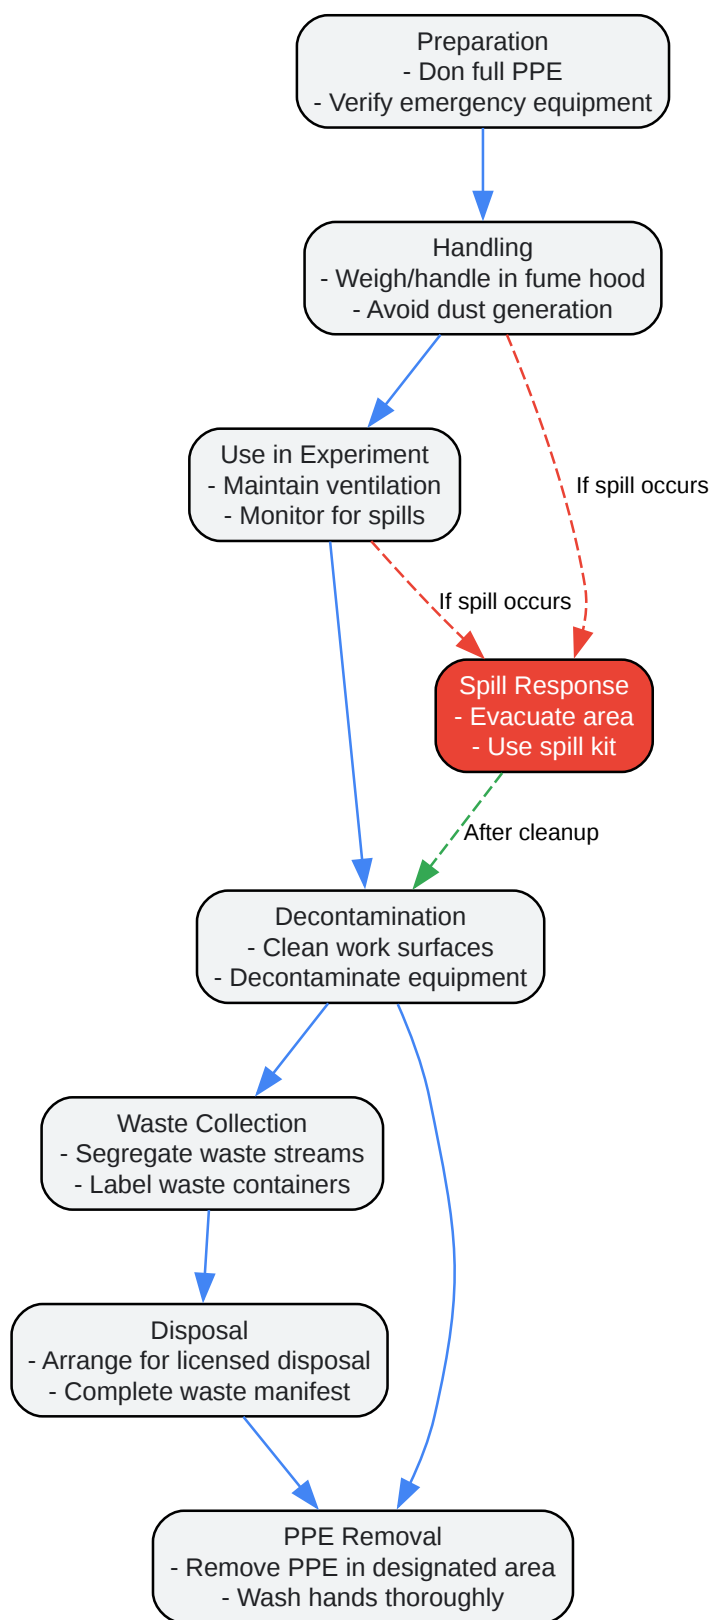 Preparation
- Don full PPE
- Verify emergency equipment
Handling
- Weigh/handle in fume hood
- Avoid dust generation
Use in Experiment
- Maintain ventilation
- Monitor for spills
If spill occurs
If spill occurs
Spill Response
- Evacuate area
- Use spill kit
After cleanup
Decontamination
- Clean work surfaces
- Decontaminate equipment
Waste Collection
- Segregate waste streams
- Label waste containers
Disposal
- Arrange for licensed disposal
- Complete waste manifest
PPE Removal
- Remove PPE in designated area
- Wash hands thoroughly